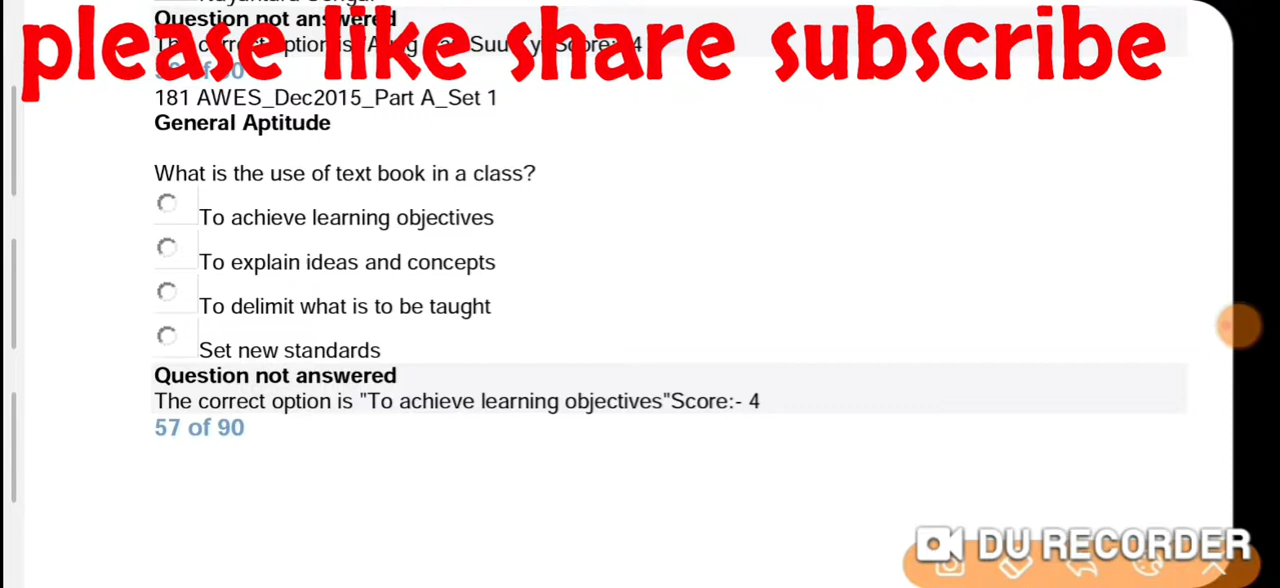 Question not answered
please like share subscribe
181 AWES_Dec2015_Part A_Set 1
General Aptitude
What is the use of text book in a class?
To achieve learning objectives
To explain ideas and concepts
To delimit what is to be taught
Set new standards
Question not answered
The correct option is "To achieve learning objectives"Score:- 4
57 of 90
DU RECORDER